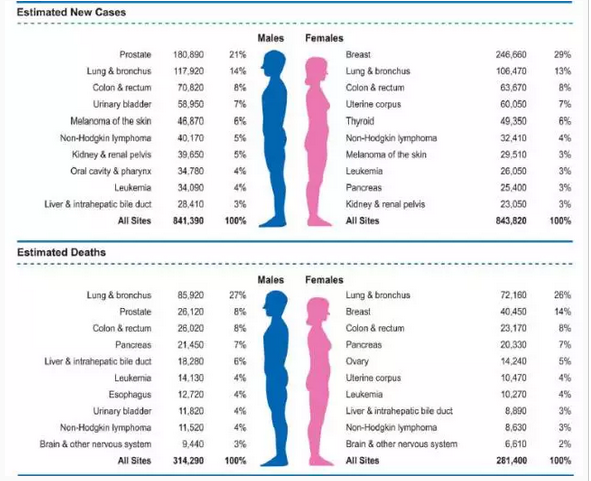 Estimated New Cases
Males Females
Prostate 180,890 21% Breast 246,660 29%
Lung & bronchus 117,920 14% Lung & bronchus 106,470 13%
Colon & rectum 70,820 8% Colon & rectum 63,670 8%
Urinary bladder 58,950 7% Uterine corpus 60,050 7%
Melanoma of the skin 46,870 6% Thyroid 49,350 6%
Non-Hodgkin lymphoma 40,170 5% Non-Hodgkin lymphoma 32,410 4%
Kidney & renal pelvis 39,650 5% Melanoma of the skin 29,510 3%
Oral cavity & pharynx 34,780 4% Leukemia 26,050 3%
Leukemia 34,090 4% Pancreas 25,400 3%
Liver & intrahepatic bile duct 28,410 3% Kidney & renal pelvis 23,050 3%
All Sites 841,390 100% All Sites 843,820 100%
Estimated Deaths
Males Females
Lung & bronchus 85,920 27% Lung & bronchus 72,160 26%
Prostate 26,120 8% Breast 40,450 14%
Colon & rectum 26,020 8% Colon & rectum 23,170 8%
Pancreas 21,450 7% Pancreas 20,330 7%
Liver & intrahepatic bile duct 18,280 6% Ovary 14,240 5%
Leukemia 14,130 4% Uterine corpus 10,470 4%
Esophagus 12,720 4% Leukemia 10,270 4%
Urinary bladder 11,820 4% Liver & intrahepatic bile duct 8,890 3%
Non-Hodgkin lymphoma 11,520 4% Non-Hodgkin lymphoma 8,630 3%
Brain & other nervous system 9,440 3% Brain & other nervous system 6,610 2%
All Sites 314,290 100% All Sites 281,400 100%